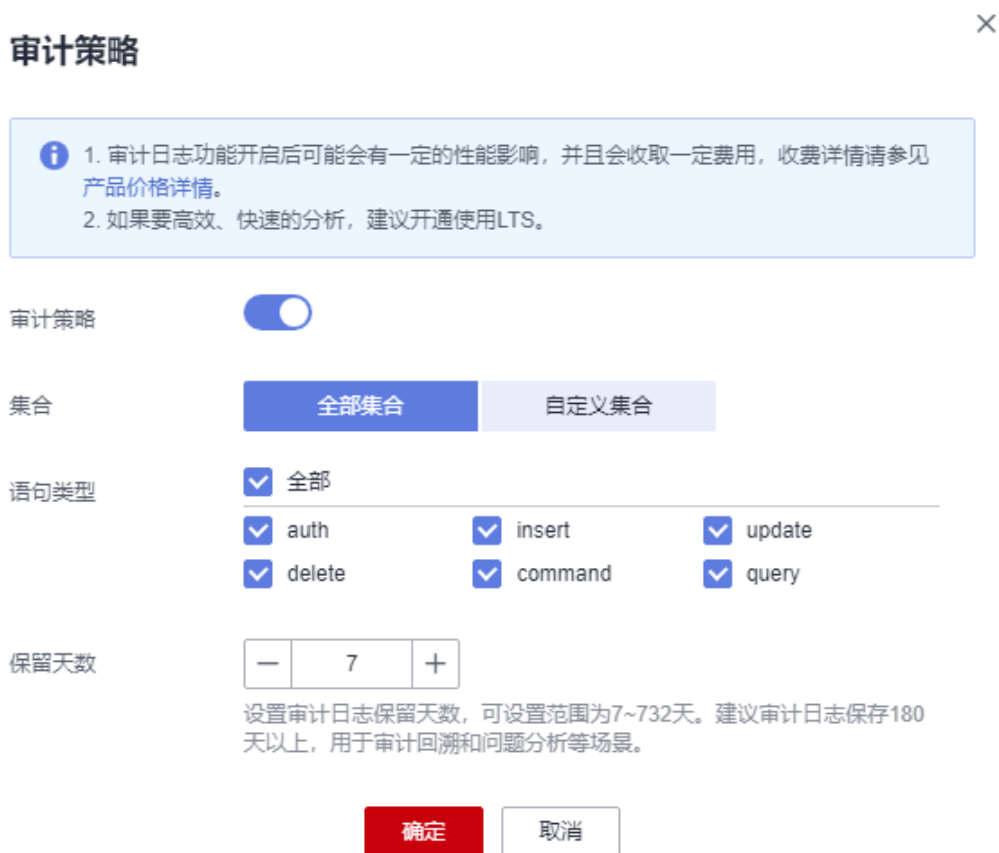 审计策略
1. 审计日志功能开启后可能会有一定的性能影响，并且会收取一定费用，收费详情请参见
产品价格详情。
2. 如果要高效、快速的分析，建议开通使用LTS。
审计策略
集合 全部集合 自定义集合
语句类型 全部
auth insert update
delete command query
保留天数 7
设置审计日志保留天数，可设置范围为7~732天。建议审计日志保存180
天以上，用于审计回溯和问题分析等场景。
确定 取消